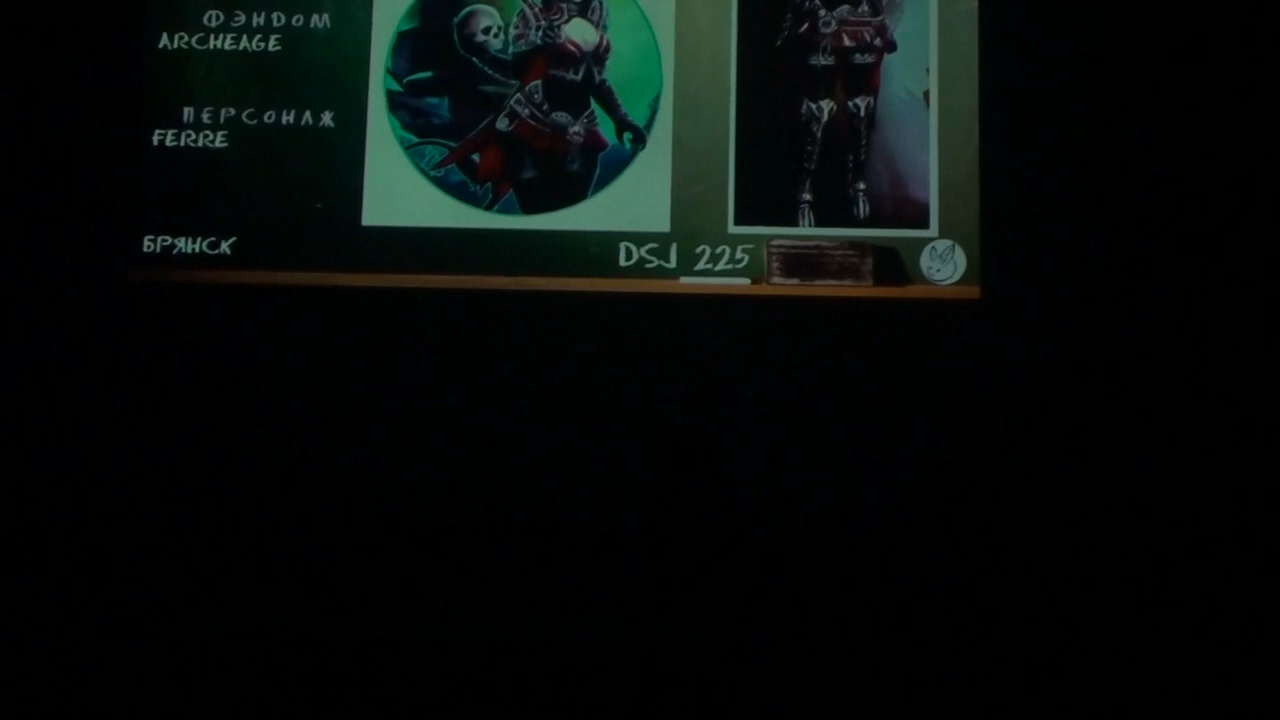 ФЭНДОМ
ARCHEAGE
ПЕРСОНАЖ
FERRE
БРЯНСК
DSJ 225